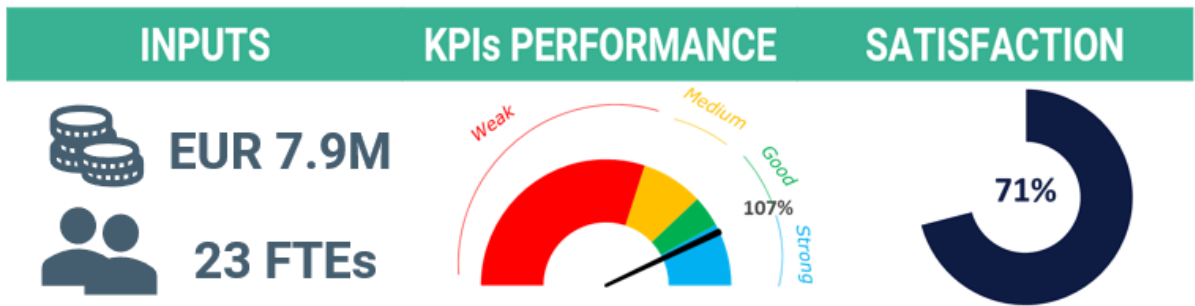 INPUTS
KPIs PERFORMANCE
SATISFACTION
EUR 7.9M
23 FTEs
Weak
Medium
Good
107%
Strong
71%